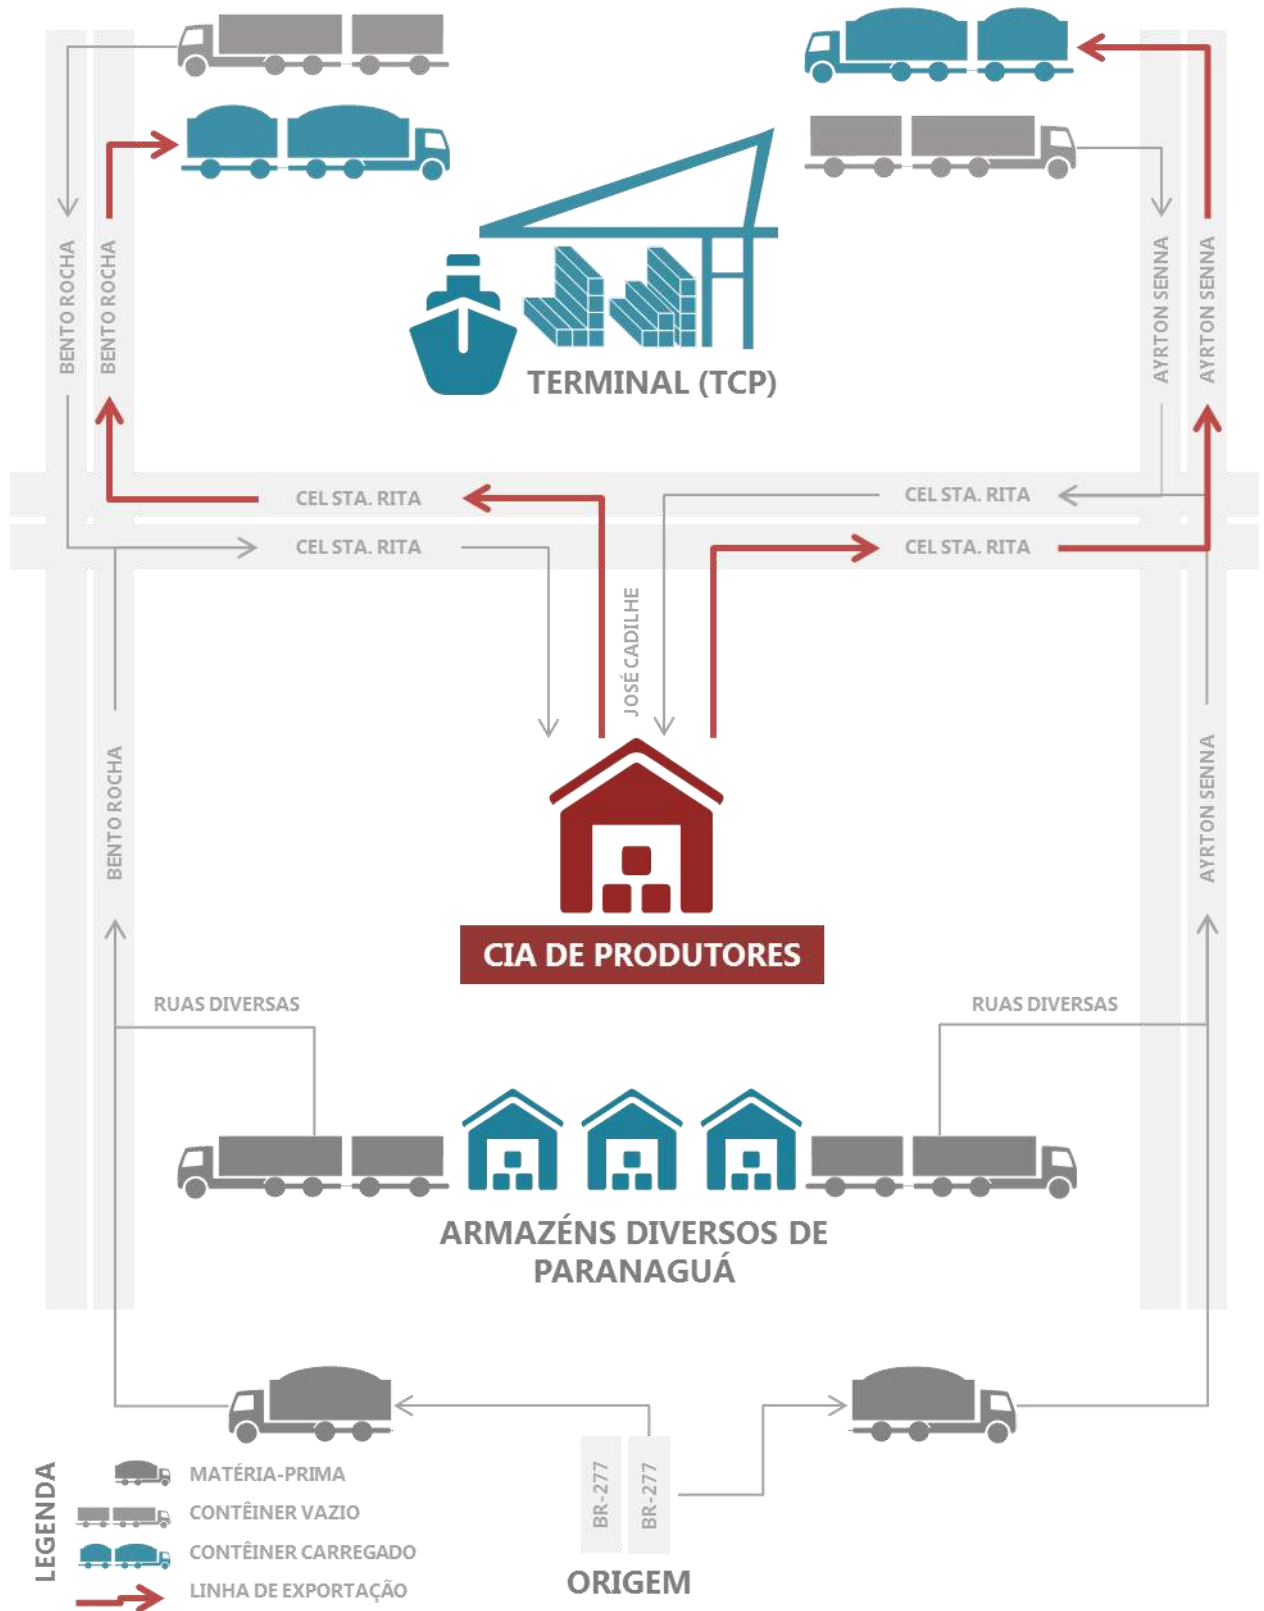 BENTO ROCHA
BENTO ROCHA
AYRTON SENNA
AYRTON SENNA
TERMINAL (TCP)
CEL STA. RITA
CEL STA. RITA
CEL STA. RITA
CEL STA. RITA
JOSÉ CADILHE
BENTO ROCHA
AYRTON SENNA
CIA DE PRODUTORES
RUAS DIVERSAS
RUAS DIVERSAS
ARMAZÉNS DIVERSOS DE
PARANAGUÁ
BR-277
BR-277
ORIGEM
LEGENDA
MATÉRIA-PRIMA
CONTÊINER VAZIO
CONTÊINER CARREGADO
LINHA DE EXPORTAÇÃO